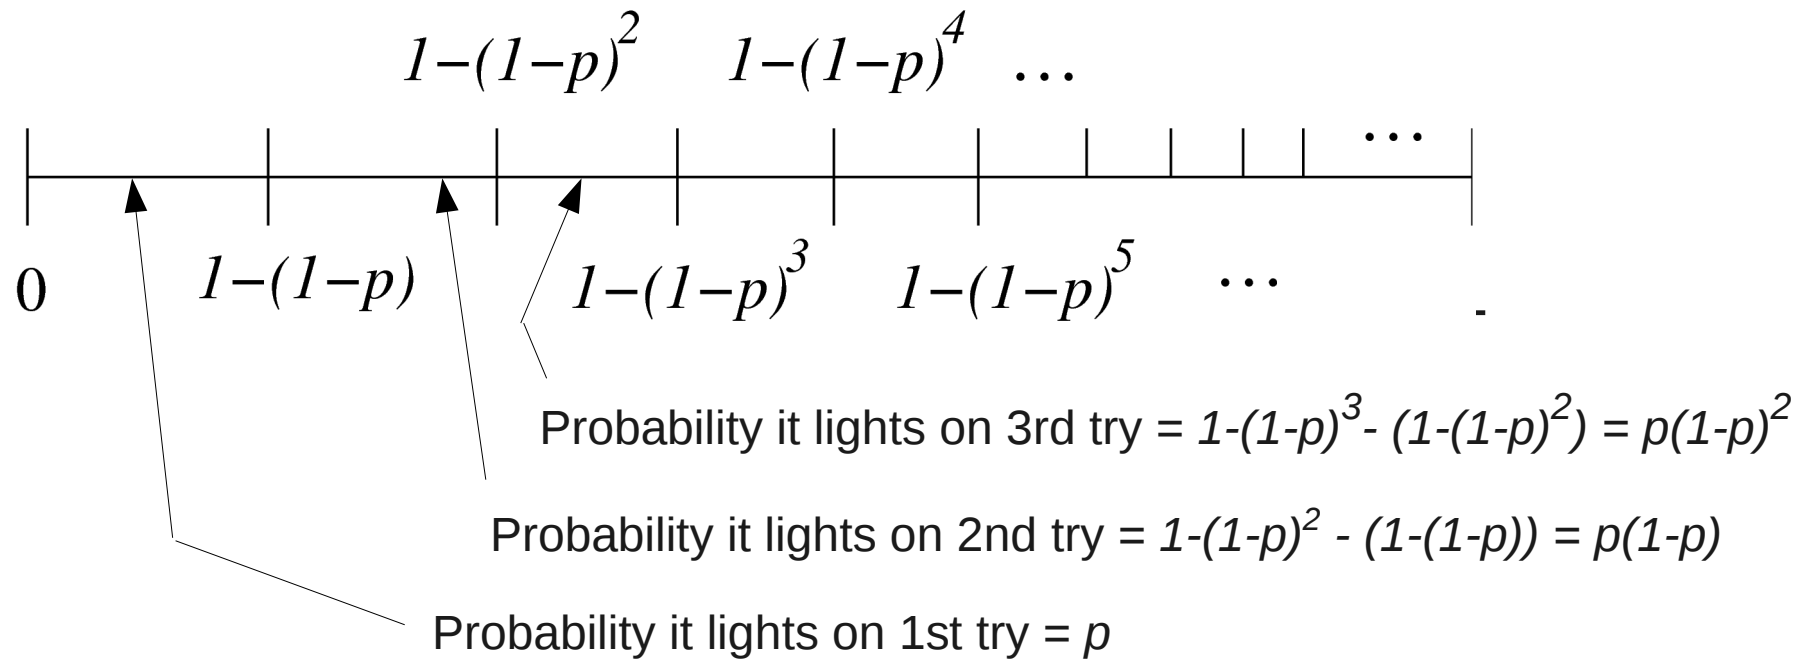 1−(1−p)² 1−(1−p)⁴ …
…
0 1−(1−p) 1−(1−p)³ 1−(1−p)⁵ … -
Probability it lights on 3rd try = 1-(1-p)³- (1-(1-p)²) = p(1-p)²
Probability it lights on 2nd try = 1-(1-p)² - (1-(1-p)) = p(1-p)
Probability it lights on 1st try = p